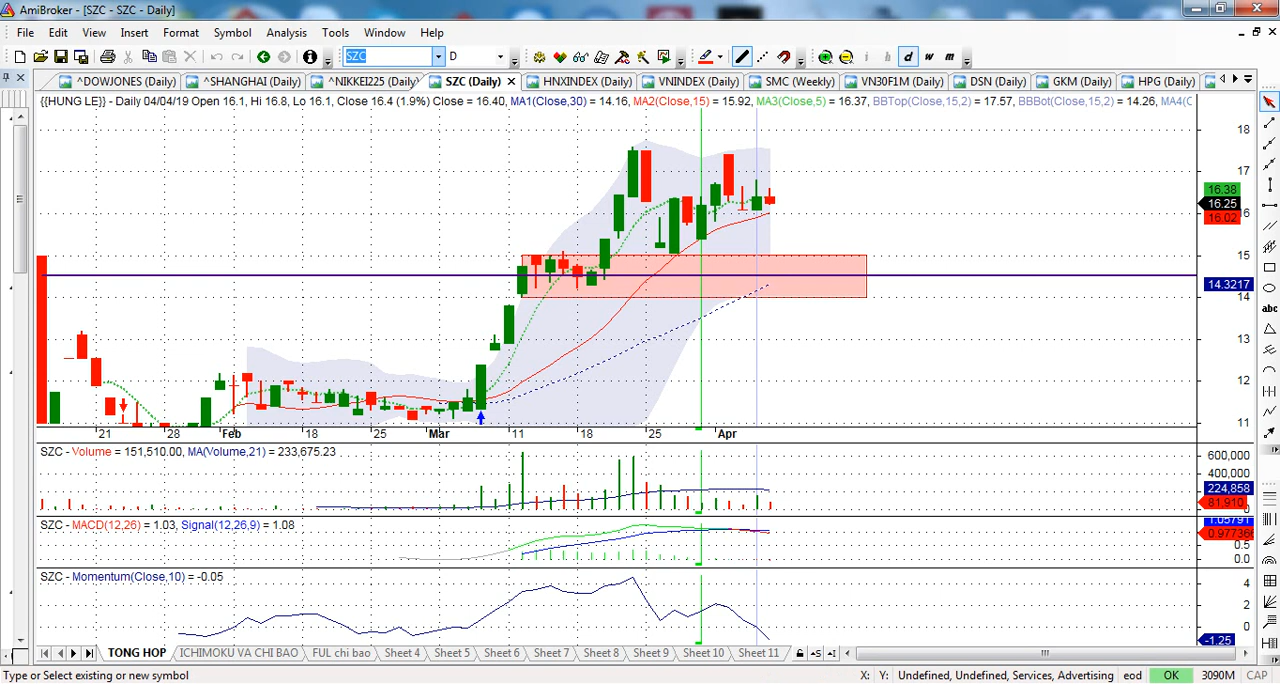 AmiBroker - [SZC - SZC - Daily]
File Edit View Insert Format Symbol Analysis Tools Window Help
SZC D i h d w m
^DOWJONES (Daily) ^SHANGHAI (Daily) ^NIKKEI225 (Daily) SZC (Daily) HNXINDEX (Daily) VNINDEX (Daily) SMC (Weekly) VN30F1M (Daily) DSN (Daily) GKM (Daily) HPG (Daily)
{{HUNG LE}} - Daily 04/04/19 Open 16.1, Hi 16.8, Lo 16.1, Close 16.4 (1.9%) Close = 16.40, MA1(Close,30) = 14.16, MA2(Close,15) = 15.92, MA3(Close,5) = 16.37, BBTop(Close,15,2) = 17.57, BBBot(Close,15,2) = 14.26, MA4(C
18
17
16.38
16.25
16.02
15
14.3217
14
13
12
11
abc
21 28 Feb 18 25 Mar 11 18 25 Apr
SZC - Volume = 151,510.00, MA(Volume,21) = 233,675.23
600,000
400,000
224,858
81,910
SZC - MACD(12,26) = 1.03, Signal(12,26,9) = 1.08
1.05791
0.5
0.0
SZC - Momentum(Close,10) = -0.05
4
2
0
-1.25
TONG HOP ICHIMOKU VA CHI BAO FUL chi bao Sheet 4 Sheet 5 Sheet 6 Sheet 7 Sheet 8 Sheet 9 Sheet 10 Sheet 11
Type or Select existing or new symbol X: Y: Undefined, Undefined, Services, Advertising eod OK 3090M CAP